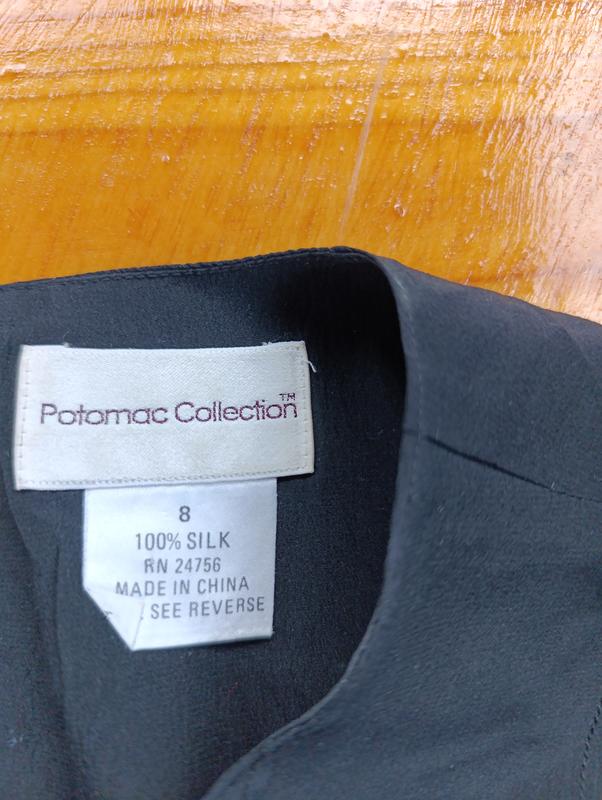 Potomac Collection™
8
100% SILK
RN 24756
MADE IN CHINA
SEE REVERSE